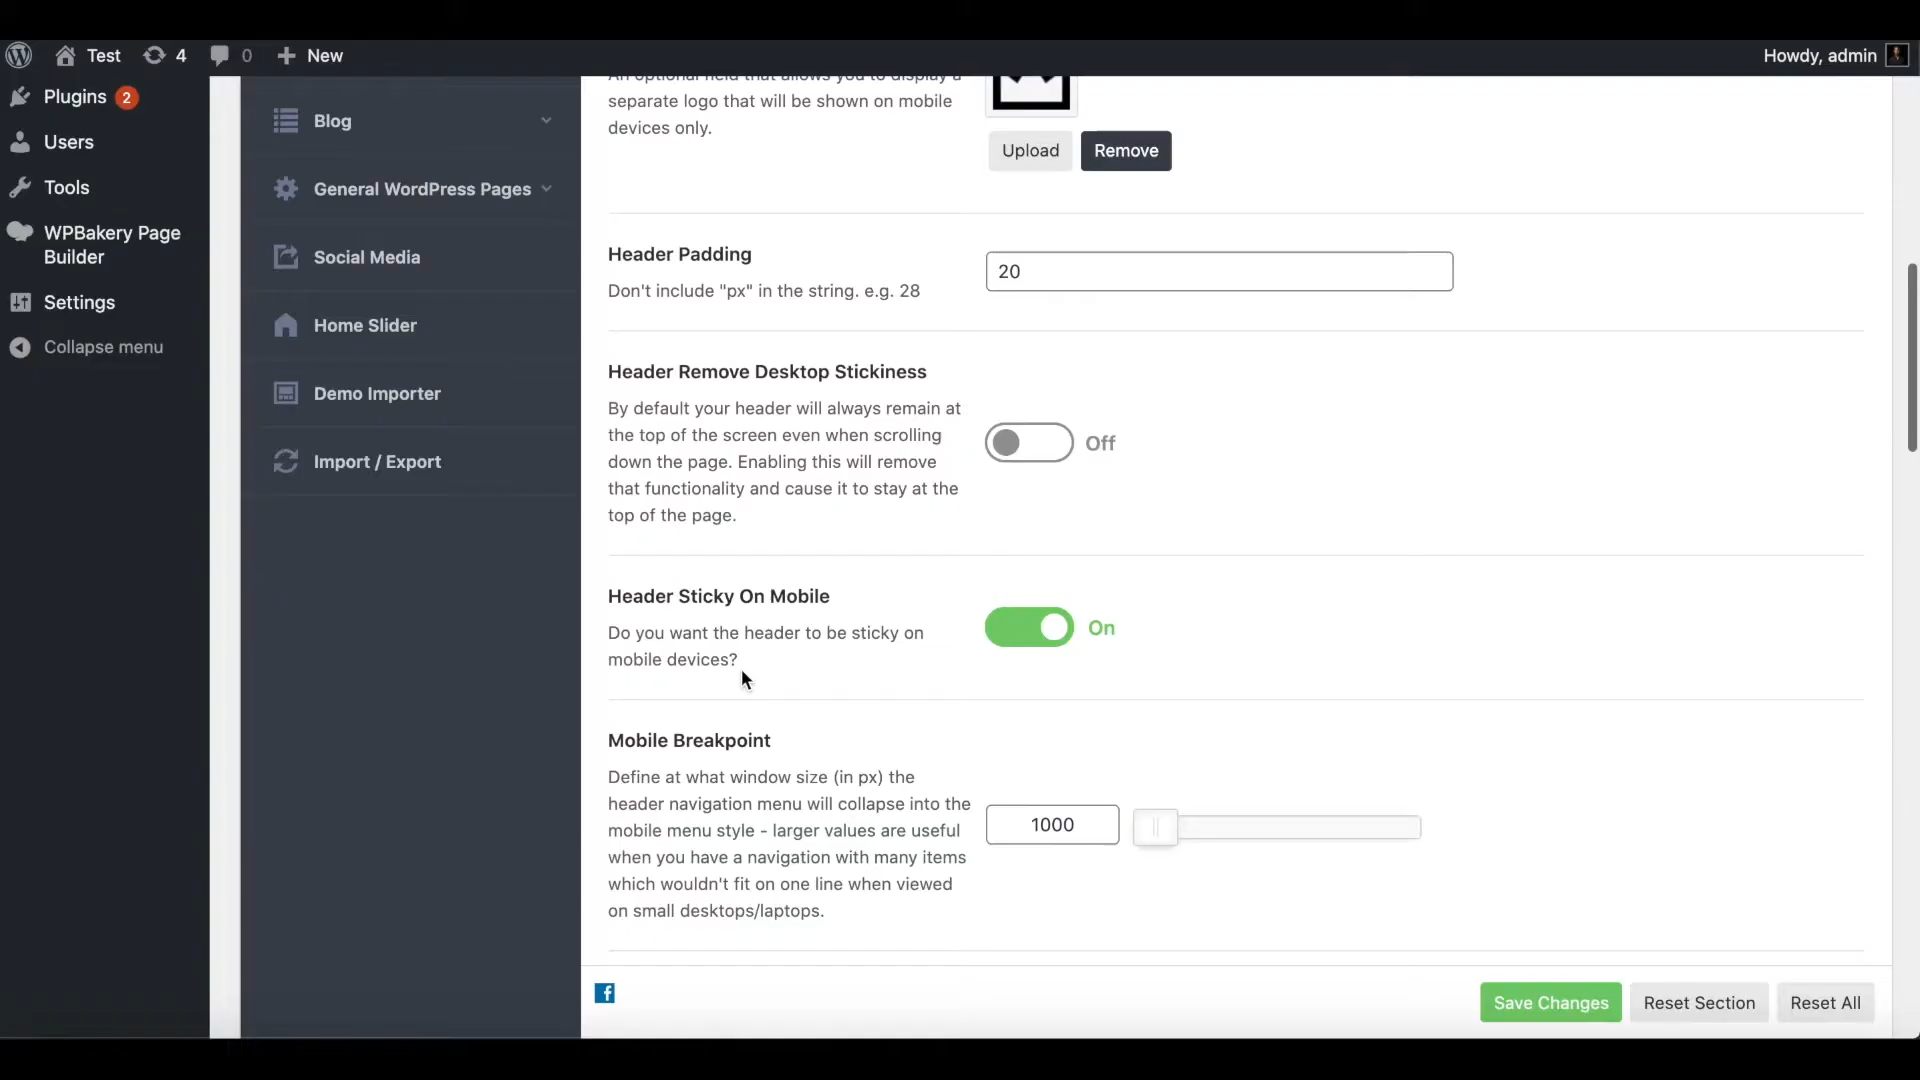 Test
4
0
New
Howdy, admin
Plugins 2
Users
Tools
WPBakery Page
Builder
Settings
Collapse menu
Blog
General WordPress Pages
Social Media
Home Slider
Demo Importer
Import / Export
An optional field that allows you to display a
separate logo that will be shown on mobile
devices only.
Upload
Remove
Header Padding
Don't include "px" in the string. e.g. 28
20
Header Remove Desktop Stickiness
By default your header will always remain at
the top of the screen even when scrolling
down the page. Enabling this will remove
that functionality and cause it to stay at the
top of the page.
Off
Header Sticky On Mobile
Do you want the header to be sticky on
mobile devices?
On
Mobile Breakpoint
Define at what window size (in px) the
header navigation menu will collapse into the
mobile menu style - larger values are useful
when you have a navigation with many items
which wouldn't fit on one line when viewed
on small desktops/laptops.
1000
Save Changes
Reset Section
Reset All